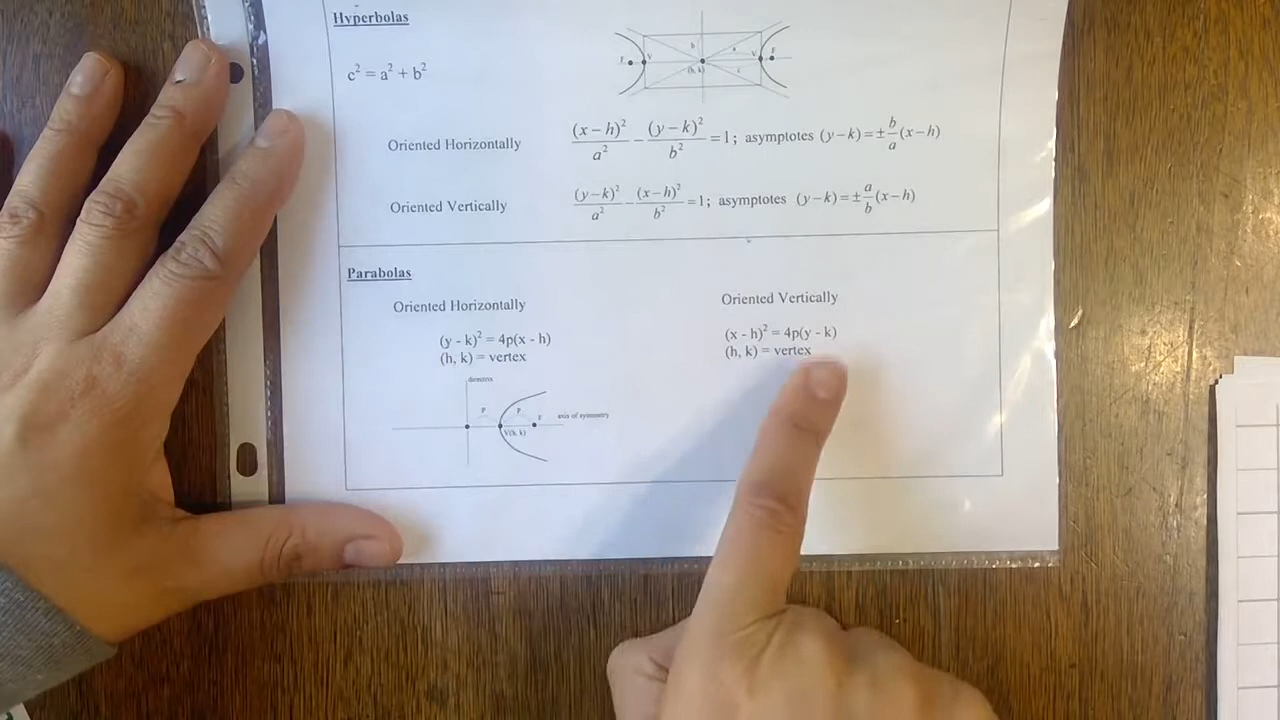 Hyperbolas
c² = a² + b²
b
a
F
V
V
F
(h, k)
c
Oriented Horizontally
(x – h)²/a² – (y – k)²/b² = 1; asymptotes (y – k) = ± b/a (x – h)
Oriented Vertically
(y – k)²/a² – (x – h)²/b² = 1; asymptotes (y – k) = ± a/b (x – h)
Parabolas
Oriented Horizontally
(y - k)² = 4p(x - h)
(h, k) = vertex
directrix
P
P
F
axis of symmetry
V(h, k)
Oriented Vertically
(x - h)² = 4p(y - k)
(h, k) = vertex